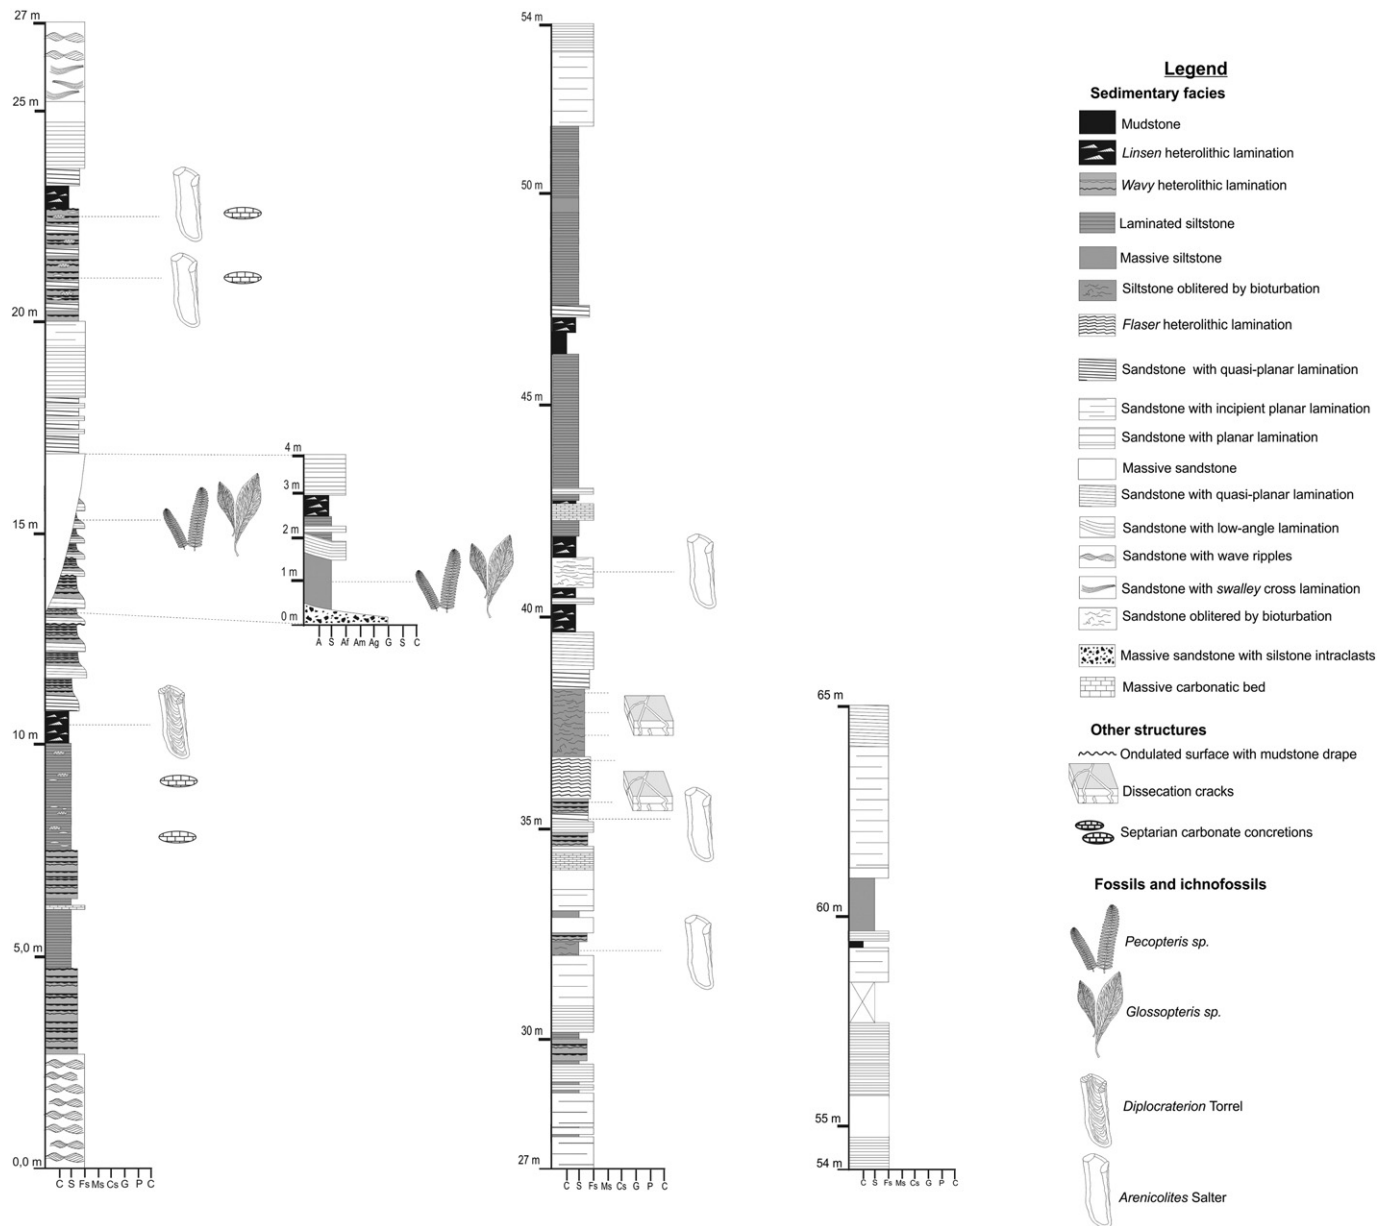 27 m
25 m
20 m
15 m
10 m
5,0 m
0,0 m
C S Fs Ms Cs G P C
4 m
3 m
2 m
1 m
0 m
A S Af Am Ag G S C
54 m
50 m
45 m
40 m
35 m
30 m
27 m
C S Fs Ms Cs G P C
65 m
60 m
55 m
54 m
C S Fs Ms Cs G P C
Legend
Sedimentary facies
Mudstone
Linsen heterolithic lamination
Wavy heterolithic lamination
Laminated siltstone
Massive siltstone
Siltstone oblitered by bioturbation
Flaser heterolithic lamination
Sandstone with quasi-planar lamination
Sandstone with incipient planar lamination
Sandstone with planar lamination
Massive sandstone
Sandstone with quasi-planar lamination
Sandstone with low-angle lamination
Sandstone with wave ripples
Sandstone with swalley cross lamination
Sandstone oblitered by bioturbation
Massive sandstone with silstone intraclasts
Massive carbonatic bed
Other structures
Ondulated surface with mudstone drape
Dissecation cracks
Septarian carbonate concretions
Fossils and ichnofossils
Pecopteris sp.
Glossopteris sp.
Diplocraterion Torrel
Arenicolites Salter